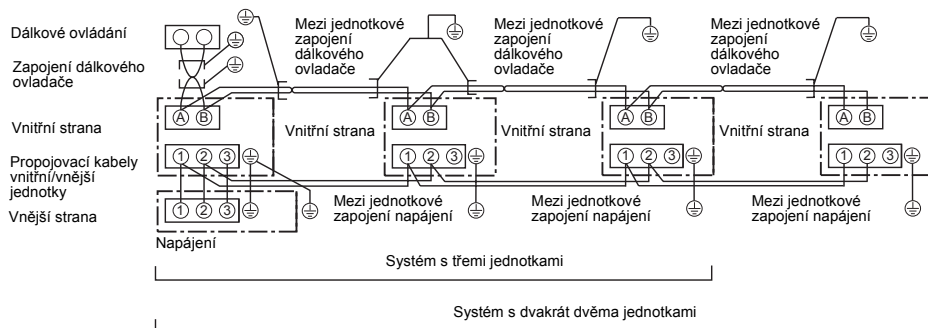 Dálkové ovládání
Zapojení dálkového
ovladače
Mezi jednotkové
zapojení
dálkového
ovladače
Mezi jednotkové
zapojení
dálkového
ovladače
Mezi jednotkové
zapojení
dálkového
ovladače
A B
A B
A B
A B
Vnitřní strana
Vnitřní strana
Vnitřní strana
Vnitřní strana
Propojovací kabely
vnitřní/vnější
jednotky
1 2 3
1 2 3
1 2 3
1 2 3
Vnější strana
1 2 3
Mezi jednotkové
zapojení napájení
Mezi jednotkové
zapojení napájení
Mezi jednotkové
zapojení napájení
Napájení
Systém s třemi jednotkami
Systém s dvakrát dvěma jednotkami